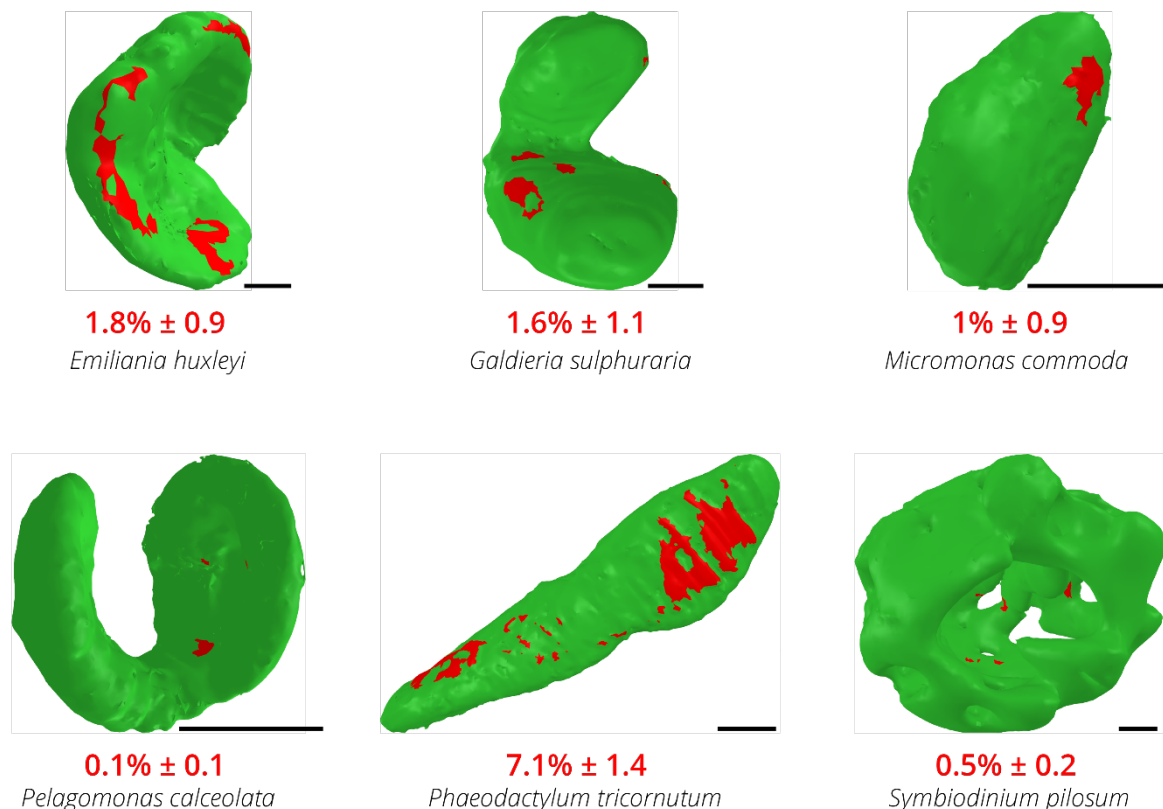 1.8% ± 0.9
Emiliania huxleyi
1.6% ± 1.1
Galdieria sulphuraria
1% ± 0.9
Micromonas commoda
0.1% ± 0.1
Pelagomonas calceolata
7.1% ± 1.4
Phaeodactylum tricornutum
0.5% ± 0.2
Symbiodinium pilosum